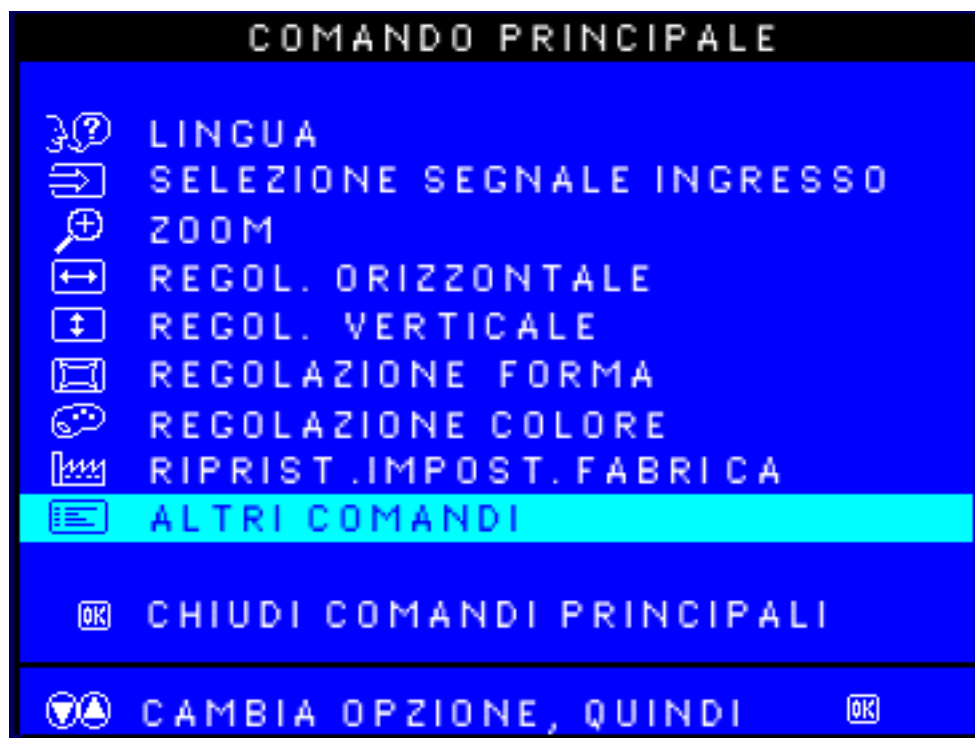 COMANDO PRINCIPALE
LINGUA
SELEZIONE SEGNALE INGRESSO
ZOOM
REGOL. ORIZZONTALE
REGOL. VERTICALE
REGOLAZIONE FORMA
REGOLAZIONE COLORE
RIPRIST.IMPOST.FABRICA
ALTRI COMANDI
OK CHIUDI COMANDI PRINCIPALI
CAMBIA OPZIONE, QUINDI OK